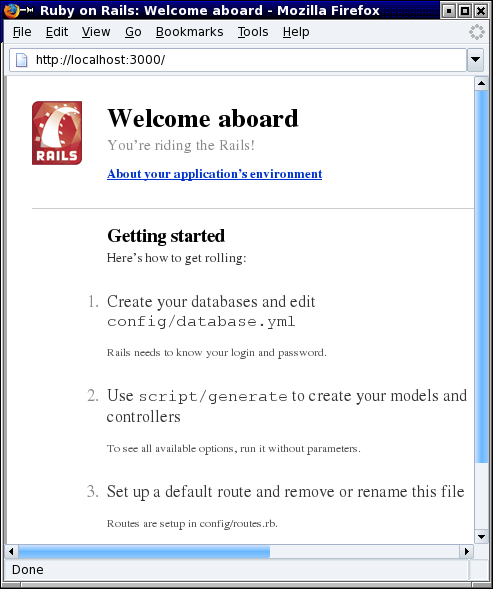 Ruby on Rails: Welcome aboard - Mozilla Firefox
File Edit View Go Bookmarks Tools Help
http://localhost:3000/
RAILS
Welcome aboard
You're riding the Rails!
About your application's environment
Getting started
Here's how to get rolling:
1. Create your databases and edit
config/database.yml
Rails needs to know your login and password.
2. Use script/generate to create your models and
controllers
To see all available options, run it without parameters.
3. Set up a default route and remove or rename this file
Routes are setup in config/routes.rb.
Done